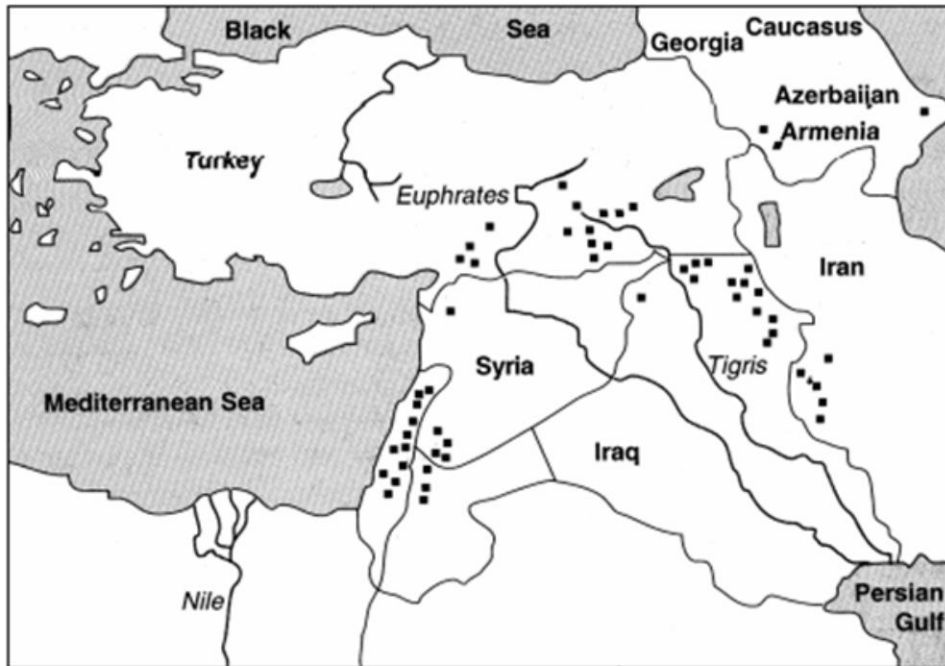 Black
Sea
Georgia
Caucasus
Azerbaijan
Armenia
Turkey
Euphrates
Iran
Syria
Tigris
Mediterranean Sea
Iraq
Nile
Persian
Gulf